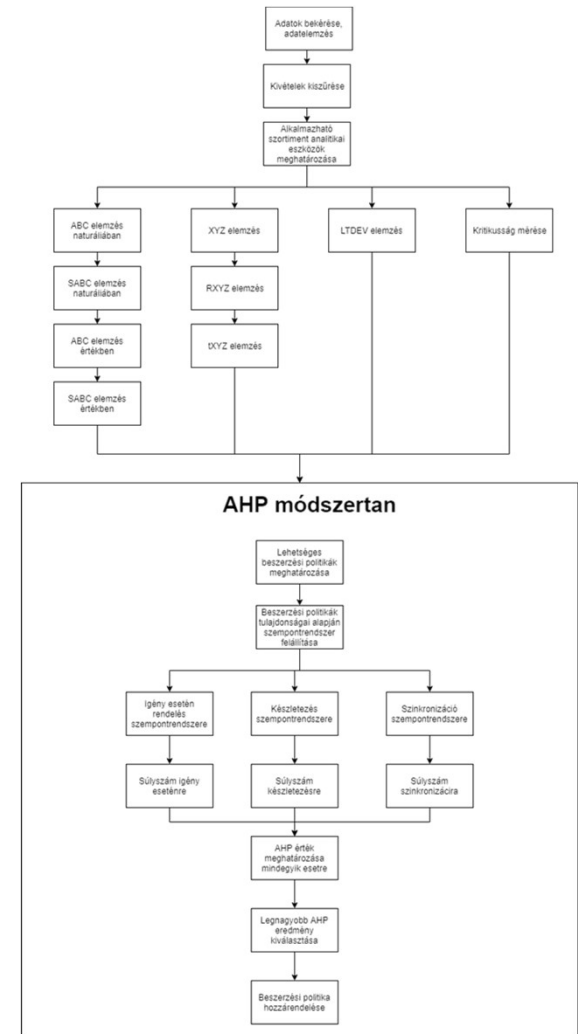 Adatok bekérése,
adatelemzés
Kivételek kiszűrése
Alkalmazható
szortiment analitikai
eszközök
meghatározása
ABC elemzés
naturáliában
SABC elemzés
naturáliában
ABC elemzés
értékben
SABC elemzés
értékben
XYZ elemzés
RXYZ elemzés
tXYZ elemzés
LTDEV elemzés
Kritikusság mérése
AHP módszertan
Lehetséges
beszerzési politikák
meghatározása
Beszerzési politikák
tulajdonságai alapján
szempontrendszer
felállítása
Igény esetén
rendelés
szempontrendszere
Súlyszám igény
eseténre
Készletezés
szempontrendszere
Súlyszám
készletezésre
Szinkronizáció
szempontrendszere
Súlyszám
szinkronizácira
AHP érték
meghatározása
mindegyik esetre
Legnagyobb AHP
eredmény
kiválasztása
Beszerzési politika
hozzárendelése